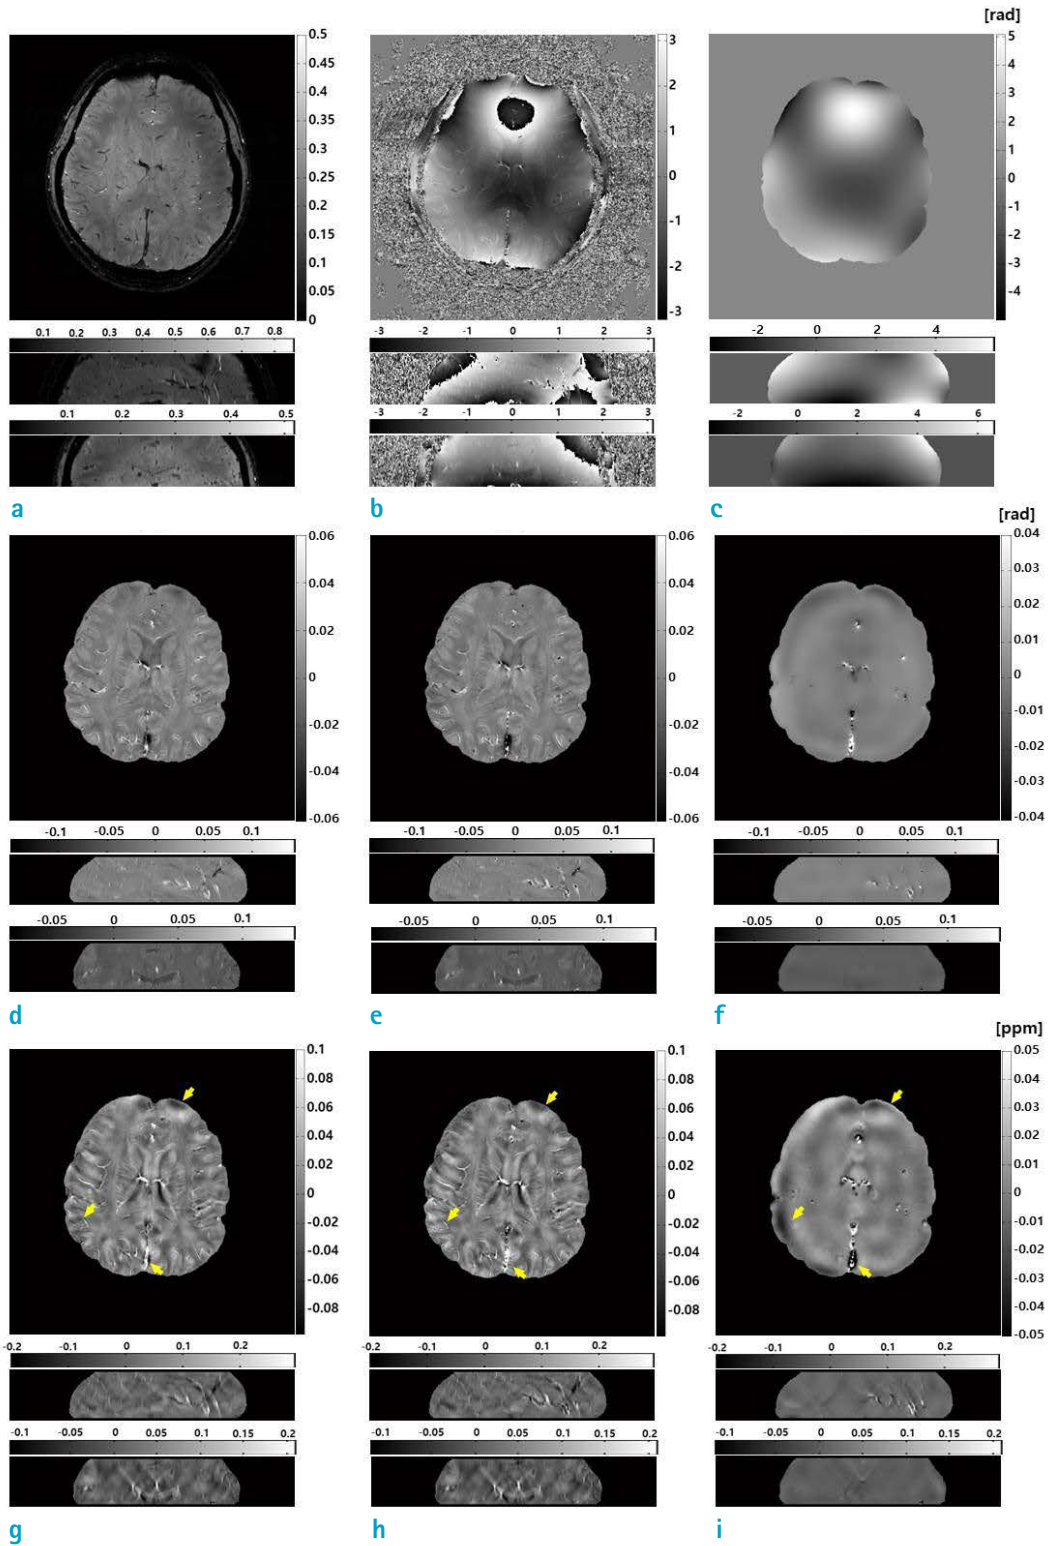 0.5
0.45
0.4
0.35
0.3
0.25
0.2
0.15
0.1
0.05
0
0.1 0.2 0.3 0.4 0.5 0.6 0.7 0.8
0.1 0.2 0.3 0.4 0.5
a
3
2
1
0
-1
-2
-3
-3 -2 -1 0 1 2 3
-3 -2 -1 0 1 2 3
b
[rad]
5
4
3
2
1
0
-1
-2
-3
-4
-2 0 2 4
-2 0 2 4 6
c
0.06
0.04
0.02
0
-0.02
-0.04
-0.06
-0.1 -0.05 0 0.05 0.1
-0.05 0 0.05 0.1
d
0.06
0.04
0.02
0
-0.02
-0.04
-0.06
-0.1 -0.05 0 0.05 0.1
-0.05 0 0.05 0.1
e
[rad]
0.04
0.03
0.02
0.01
0
-0.01
-0.02
-0.03
-0.04
-0.1 -0.05 0 0.05 0.1
-0.05 0 0.05 0.1
f
0.1
0.08
0.06
0.04
0.02
0
-0.02
-0.04
-0.06
-0.08
-0.2 -0.1 0 0.1 0.2
-0.1 -0.05 0 0.05 0.1 0.15 0.2
g
0.1
0.08
0.06
0.04
0.02
0
-0.02
-0.04
-0.06
-0.08
-0.2 -0.1 0 0.1 0.2
-0.1 -0.05 0 0.05 0.1 0.15 0.2
h
[ppm]
0.05
0.04
0.03
0.02
0.01
0
-0.01
-0.02
-0.03
-0.04
-0.05
-0.2 -0.1 0 0.1 0.2
-0.1 -0.05 0 0.05 0.1 0.15 0.2
i